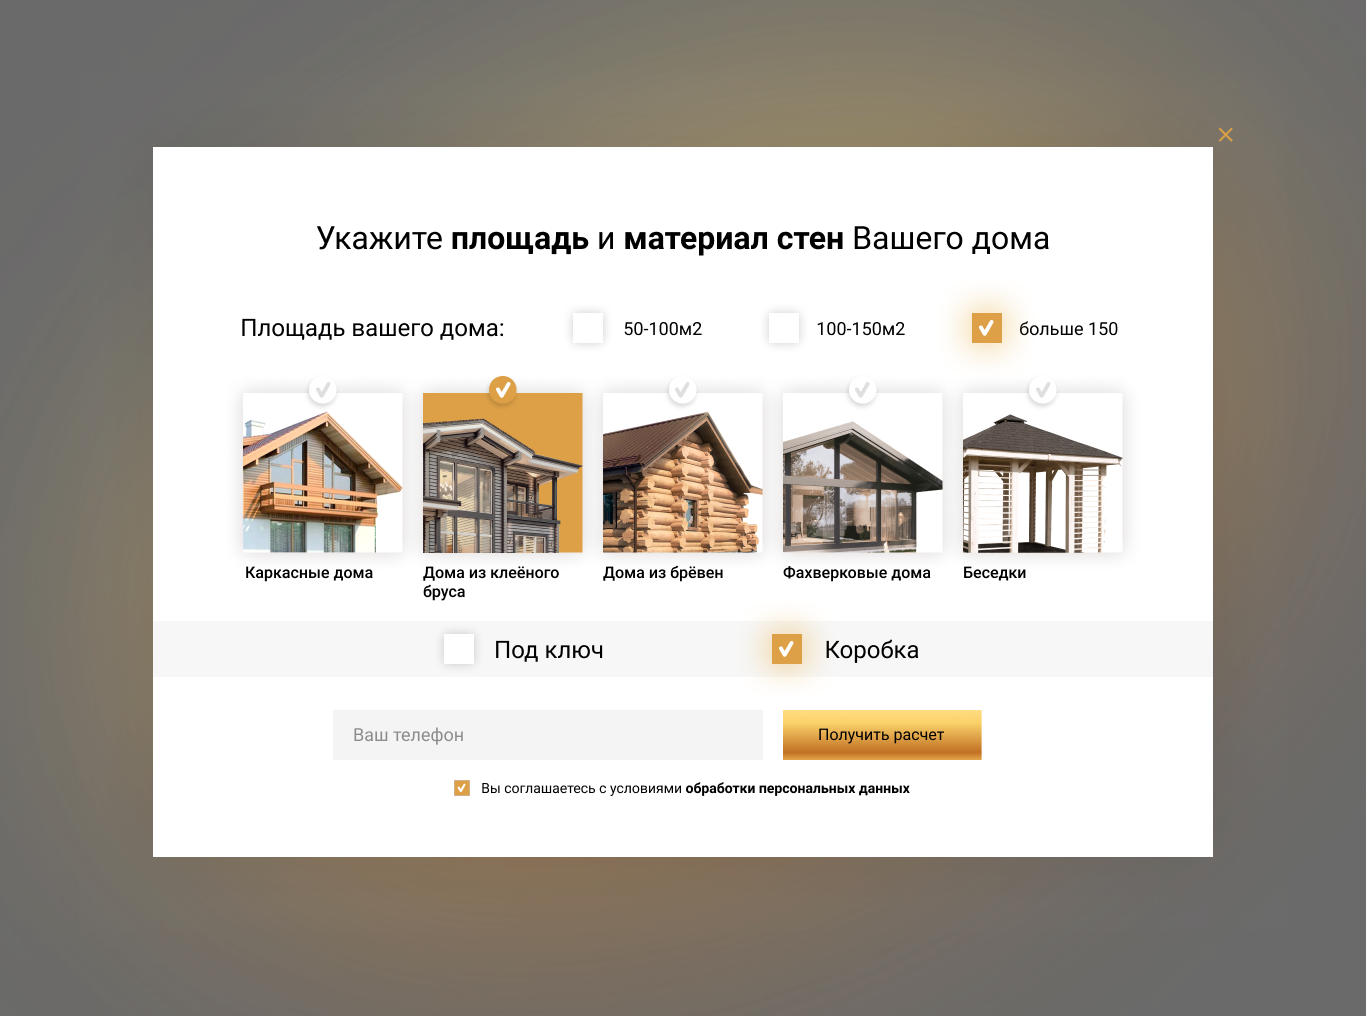 Укажите площадь и материал стен Вашего дома
Площадь вашего дома:
50-100м2
100-150м2
больше 150
Каркасные дома
Дома из клеёного
бруса
Дома из брёвен
Фахверковые дома
Беседки
Под ключ
Коробка
Ваш телефон
Получить расчет
Вы соглашаетесь с условиями обработки персональных данных